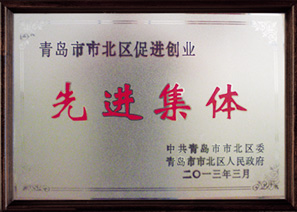 青岛市市北区促进创业
先进集体
中共青岛市市北区委
青岛市市北区人民政府
二〇一三年三月